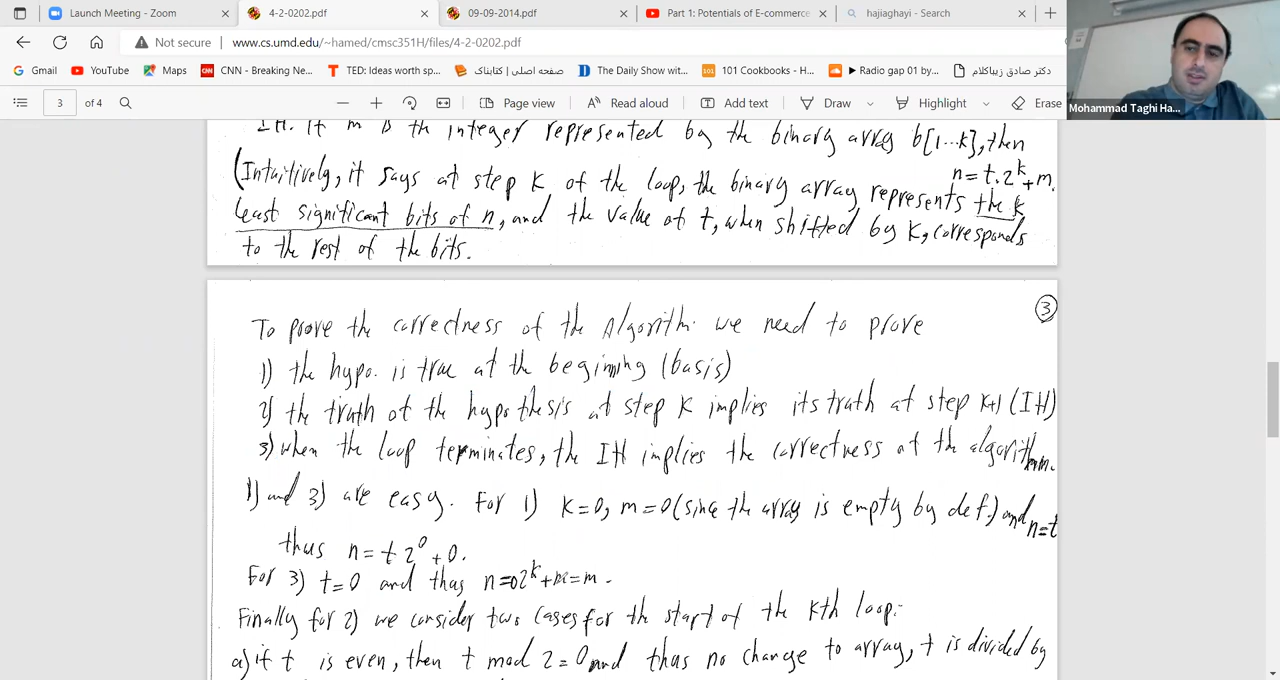 Launch Meeting - Zoom
4-2-0202.pdf
09-09-2014.pdf
Part 1: Potentials of E-commerce
hajiaghayi - Search
Not secure
www.cs.umd.edu/~hamed/cmsc351H/files/4-2-0202.pdf
Gmail
YouTube
Maps
CNN - Breaking Ne...
TED: Ideas worth sp...
صفحه اصلی | کتابناک
The Daily Show wit...
101 Cookbooks - H...
Radio gap 01 by...
دکتر صادق زیباکلام
3 of 4
Page view
Read aloud
Add text
Draw
Highlight
Erase
Mohammad Taghi Ha...
IH. If m is the integer represented by the binary array b[1...k], then
n = t.2^k + m.
(Intuitively, it says at step k of the loop, the binary array represents the k
least significant bits of n, and the value of t, when shifted by k, corresponds
to the rest of the bits.
3
To prove the correctness of the Algorithm we need to prove
1) the hypo. is true at the beginning (basis)
2) the truth of the hypothesis at step k implies its truth at step k+1 (IH)
3) when the loop terminates, the IH implies the correctness of the algorithm.
1) and 3) are easy. For 1) k=0, m=0 (since the array is empty by def.) and n=t
thus n = t 2^0 + 0.
For 3) t=0 and thus n=0 2^k + m = m.
Finally for 2) we consider two cases for the start of the kth loop:
a) if t is even, then t mod 2 = 0 and thus no change to array, t is divided by